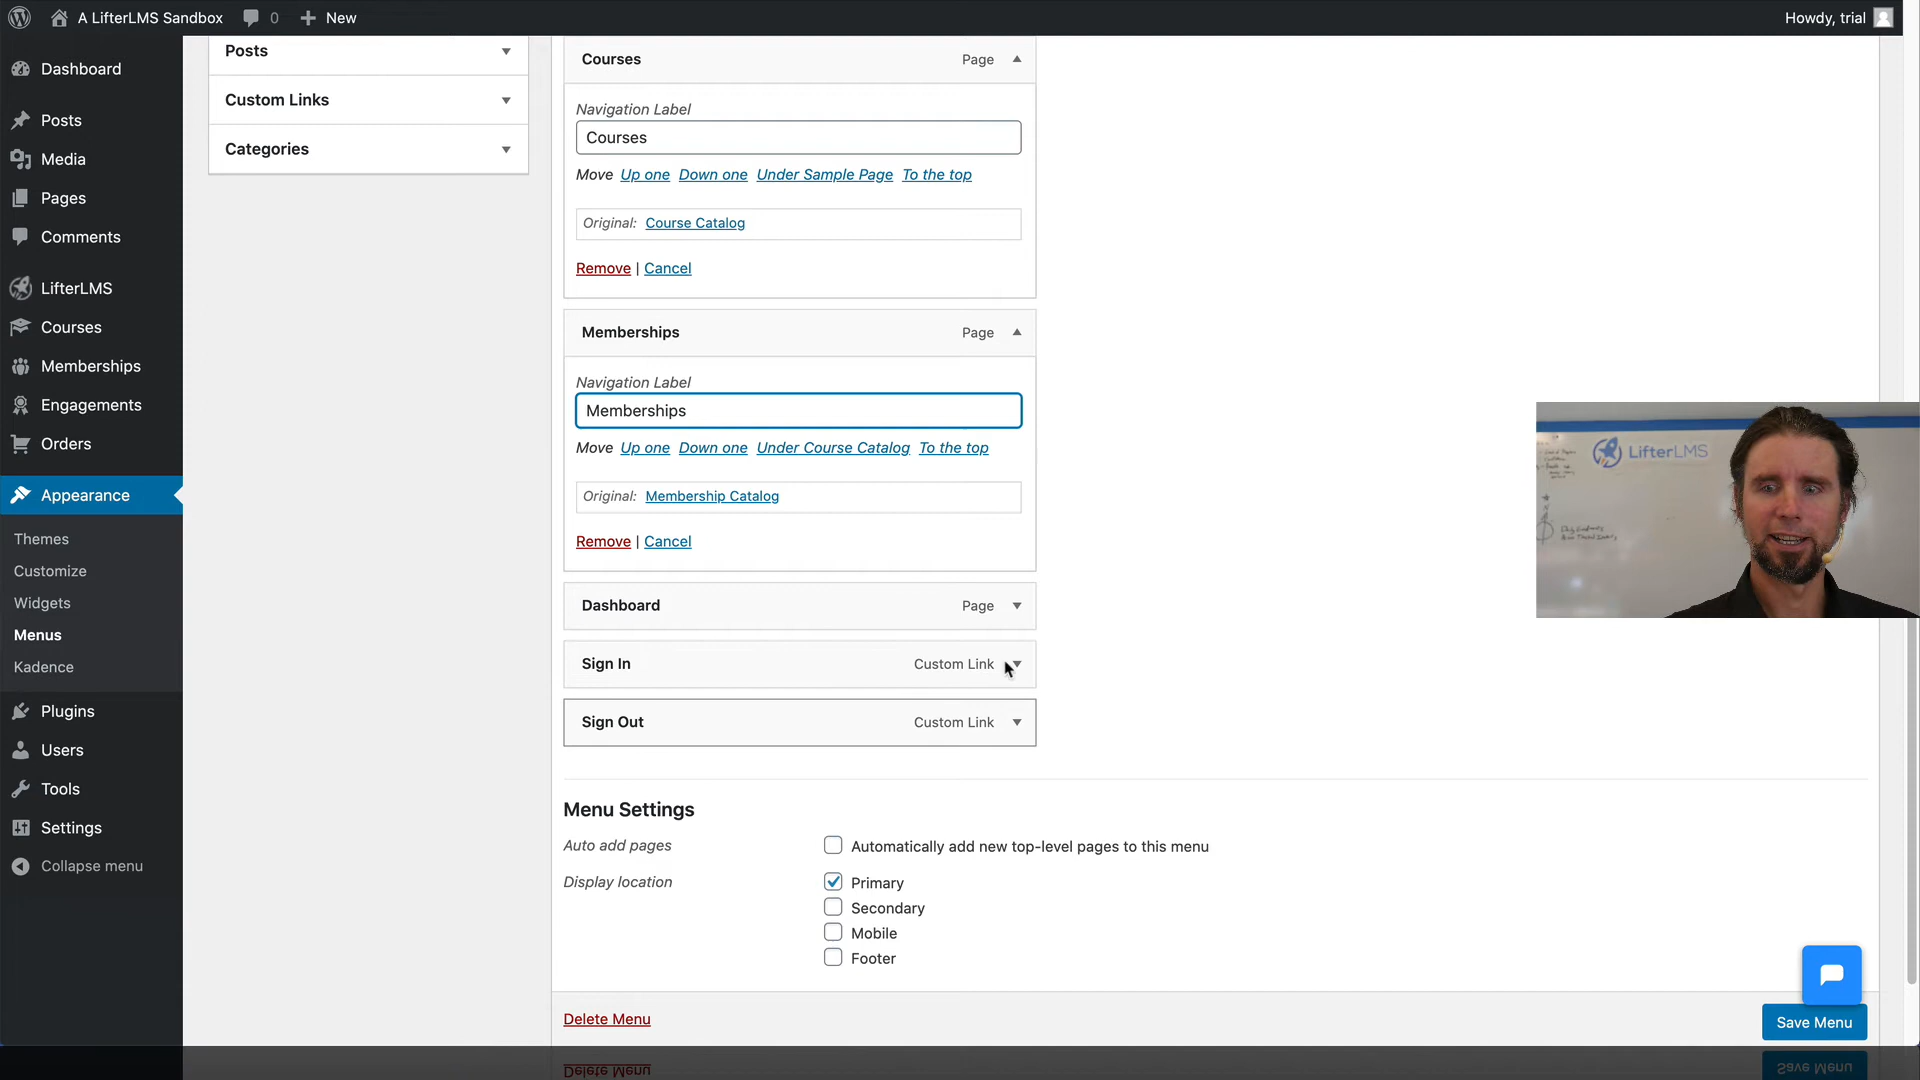 A LifterLMS Sandbox
0
New
Howdy, trial
Dashboard
Posts
Media
Pages
Comments
LifterLMS
Courses
Memberships
Engagements
Orders
Appearance
Themes
Customize
Widgets
Menus
Kadence
Plugins
Users
Tools
Settings
Collapse menu
Posts
Custom Links
Categories
Courses Page
Navigation Label
Courses
Move Up one Down one Under Sample Page To the top
Original: Course Catalog
Remove | Cancel
Memberships Page
Navigation Label
Memberships
Move Up one Down one Under Course Catalog To the top
Original: Membership Catalog
Remove | Cancel
Dashboard Page
Sign In Custom Link
Sign Out Custom Link
Menu Settings
Auto add pages
Automatically add new top-level pages to this menu
Display location
Primary
Secondary
Mobile
Footer
Delete Menu
Save Menu
LifterLMS
Delete Menu
Save Menu